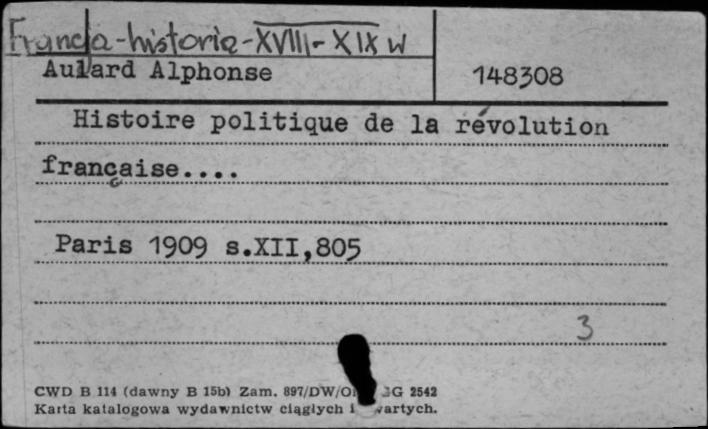 Francja-historia-XVIII-XIX w
Aulard Alphonse 148308
Histoire politique de la révolution
française....
Paris 1909 s.XII,805
3
CWD B 114 (dawny B 15b) Zam. 897/DW/O G 2542
Karta katalogowa wydawnictw ciągłych i